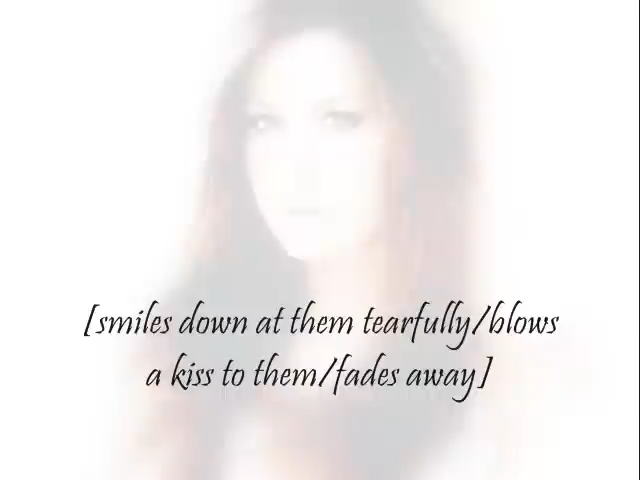 [smiles down at them tearfully/blows
a kiss to them/fades away]